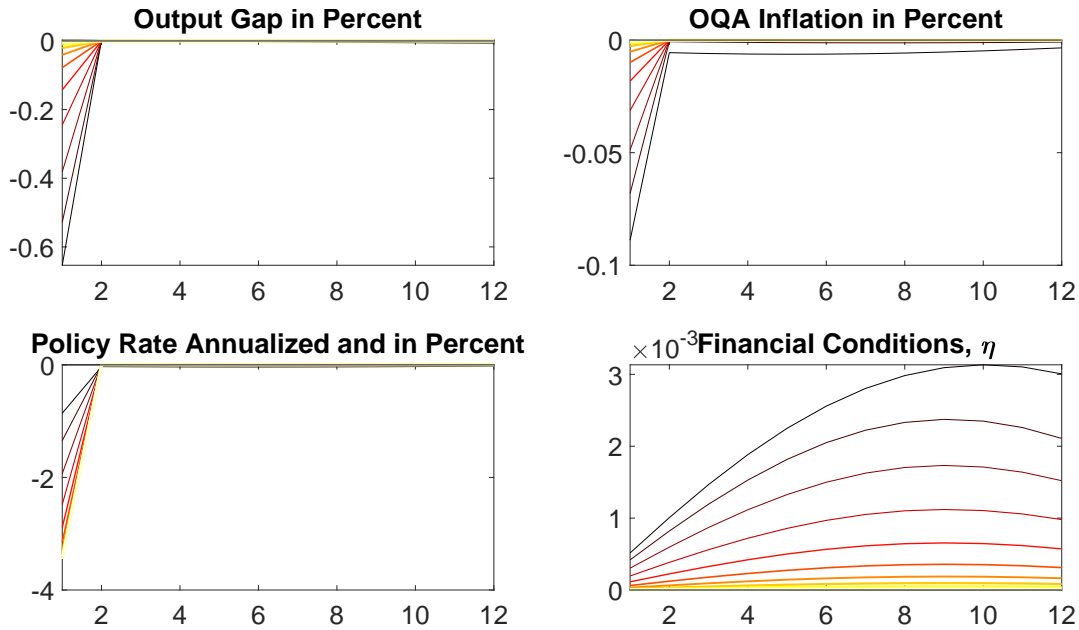 Output Gap in Percent
0
-0.2
-0.4
-0.6
2 4 6 8 10 12
OQA Inflation in Percent
0
-0.05
-0.1
2 4 6 8 10 12
Policy Rate Annualized and in Percent
0
-2
-4
2 4 6 8 10 12
×10⁻³ Financial Conditions, η
3
2
1
0
2 4 6 8 10 12